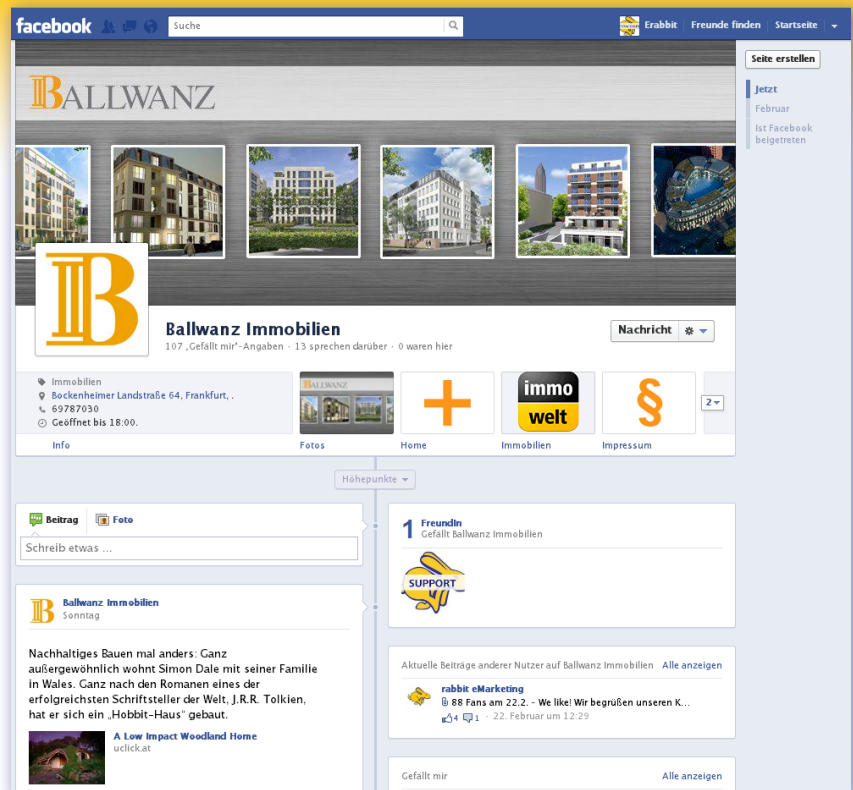 facebook
Suche
Erabbit
Freunde finden
Startseite
Seite erstellen
Jetzt
Februar
Ist Facebook
beigetreten
BALLWANZ
Ballwanz Immobilien
107 „Gefällt mir“-Angaben · 13 sprechen darüber · 0 waren hier
Nachricht
Immobilien
Bockenheimer Landstraße 64, Frankfurt, .
69787030
Geöffnet bis 18:00.
Info
BALLWANZ
Fotos
Home
immo
welt
Immobilien
§
Impressum
2
Höhepunkte
Beitrag
Foto
Schreib etwas ...
Ballwanz Immobilien
Sonntag
Nachhaltiges Bauen mal anders: Ganz
außergewöhnlich wohnt Simon Dale mit seiner Familie
in Wales. Ganz nach den Romanen eines der
erfolgreichsten Schriftsteller der Welt, J.R.R. Tolkien,
hat er sich ein „Hobbit-Haus“ gebaut.
A Low Impact Woodland Home
uclick.at
1 FreundIn
Gefällt Ballwanz Immobilien
SUPPORT
Aktuelle Beiträge anderer Nutzer auf Ballwanz Immobilien
Alle anzeigen
rabbit eMarketing
88 Fans am 22.2. - We like! Wir begrüßen unseren K...
4 1 · 22. Februar um 12:29
Gefällt mir
Alle anzeigen